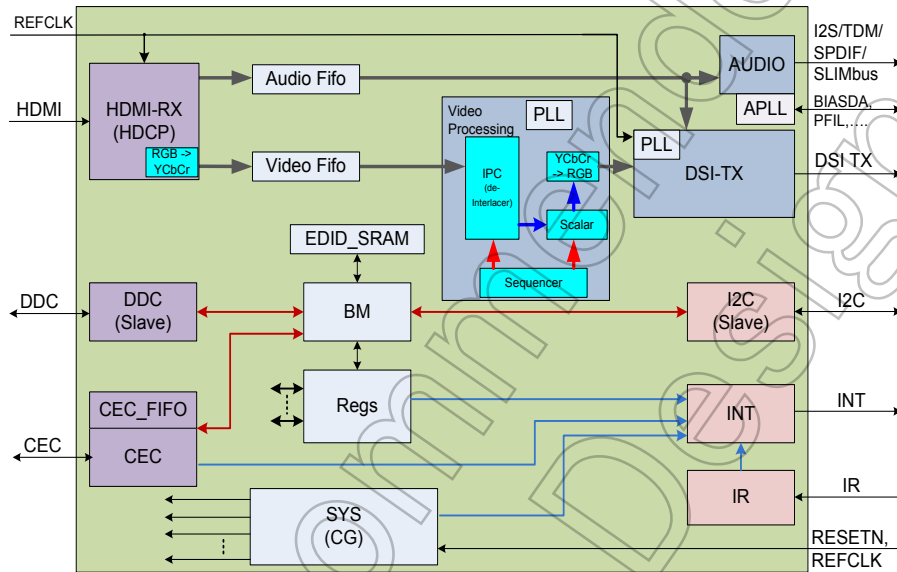 REFCLK
I2S/TDM/
SPDIF/
SLIMbus
AUDIO
Audio Fifo
HDMI-RX
(HDCP)
HDMI
APLL
BIASDA,
PFIL,....
Video
Processing
PLL
PLL
RGB ->
YCbCr
Video Fifo
IPC
(de-
Interlacer)
YCbCr
-> RGB
DSI-TX
DSI TX
Scalar
EDID_SRAM
Sequencer
DDC
DDC
(Slave)
BM
I2C
(Slave)
I2C
CEC_FIFO
Regs
INT
INT
CEC
CEC
SYS
(CG)
IR
IR
RESETN,
REFCLK